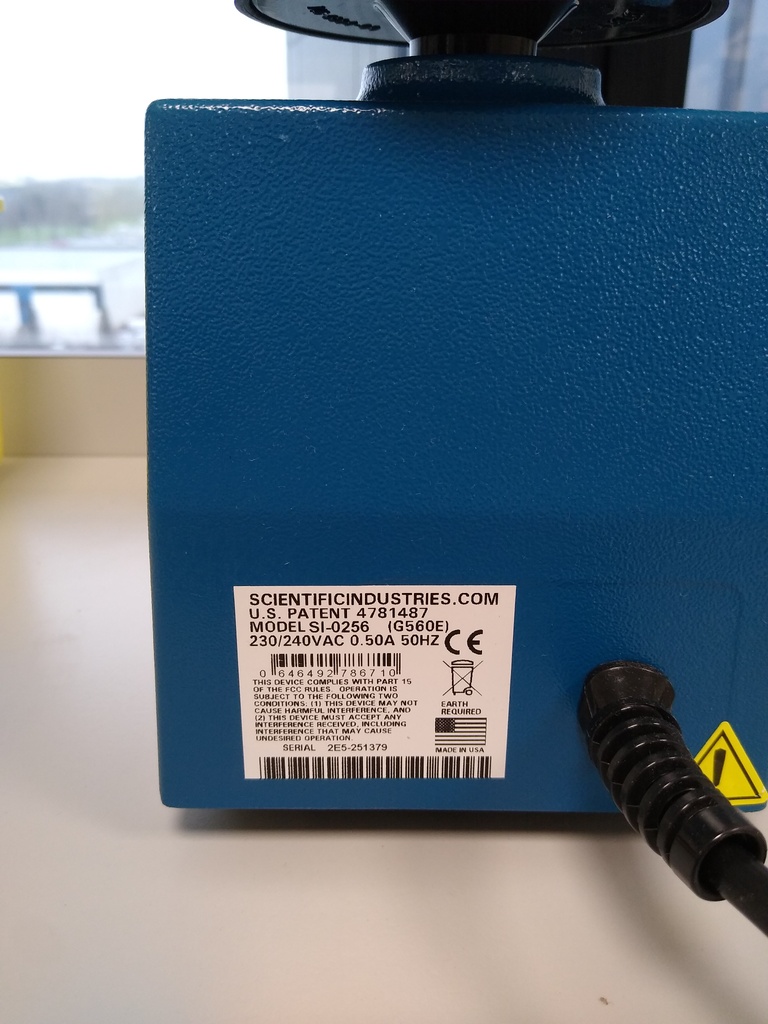 SCIENTIFICINDUSTRIES.COM
U.S. PATENT 4781487
MODEL SI-0256 (G560E)
230/240VAC 0.50A 50HZ
CE
0 646492 786710
THIS DEVICE COMPLIES WITH PART 15
OF THE FCC RULES. OPERATION IS
SUBJECT TO THE FOLLOWING TWO
CONDITIONS: (1) THIS DEVICE MAY NOT
CAUSE HARMFUL INTERFERENCE, AND
(2) THIS DEVICE MUST ACCEPT ANY
INTERFERENCE RECEIVED, INCLUDING
INTERFERENCE THAT MAY CAUSE
UNDESIRED OPERATION.
EARTH
REQUIRED
MADE IN USA
SERIAL 2E5-251379